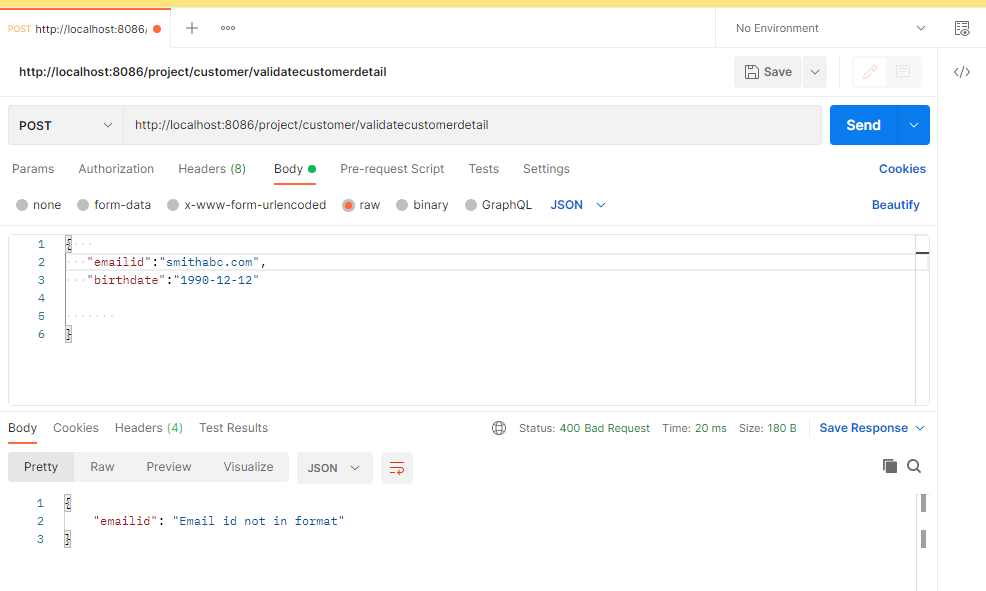 POST http://localhost:8086/
No Environment
http://localhost:8086/project/customer/validatecustomerdetail
Save
POST http://localhost:8086/project/customer/validatecustomerdetail
Send
Params Authorization Headers (8) Body Pre-request Script Tests Settings Cookies
none form-data x-www-form-urlencoded raw binary GraphQL JSON Beautify
1 {
2 "emailid":"smithabc.com",
3 "birthdate":"1990-12-12"
4
5
6 }
Body Cookies Headers (4) Test Results Status: 400 Bad Request Time: 20 ms Size: 180 B Save Response
Pretty Raw Preview Visualize JSON
1 {
2 "emailid": "Email id not in format"
3 }